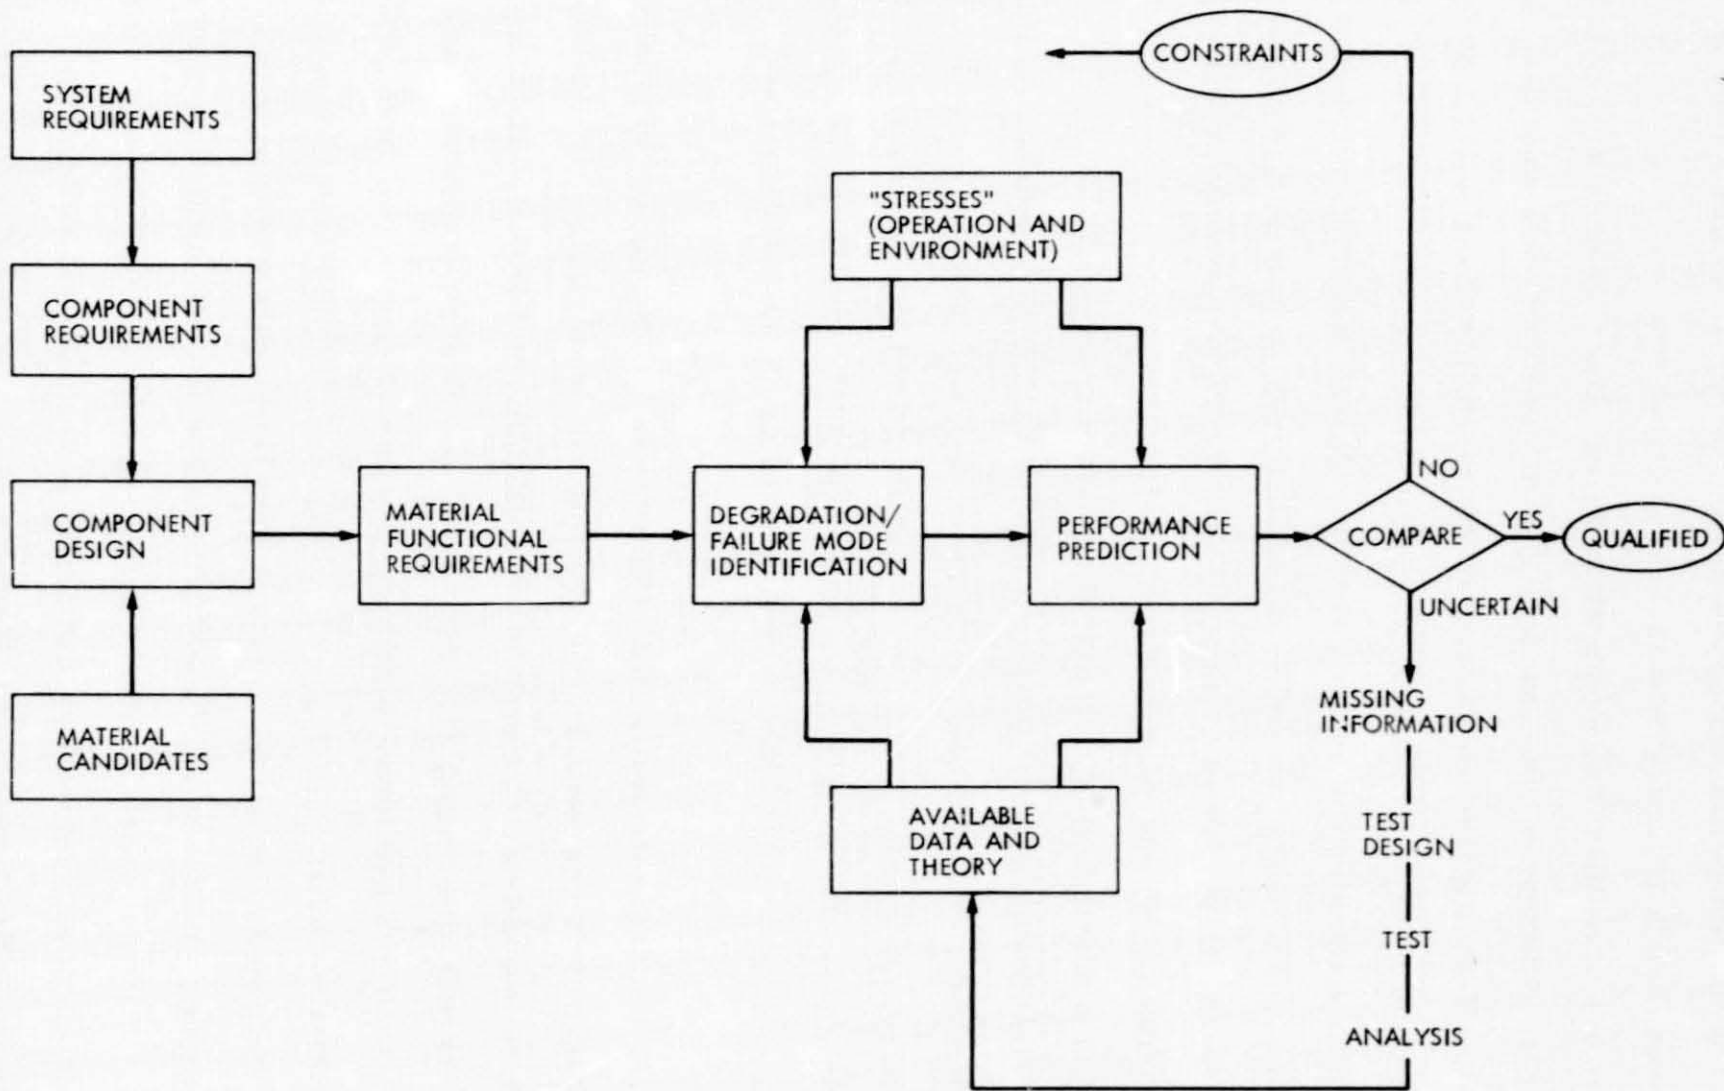 CONSTRAINTS
SYSTEM
REQUIREMENTS
"STRESSES"
(OPERATION AND
ENVIRONMENT)
COMPONENT
REQUIREMENTS
NO
COMPONENT
DESIGN
MATERIAL
FUNCTIONAL
REQUIREMENTS
DEGRADATION/
FAILURE MODE
IDENTIFICATION
PERFORMANCE
PREDICTION
COMPARE
YES
QUALIFIED
UNCERTAIN
MATERIAL
CANDIDATES
MISSING
INFORMATION
AVAILABLE
DATA AND
THEORY
TEST
DESIGN
TEST
ANALYSIS